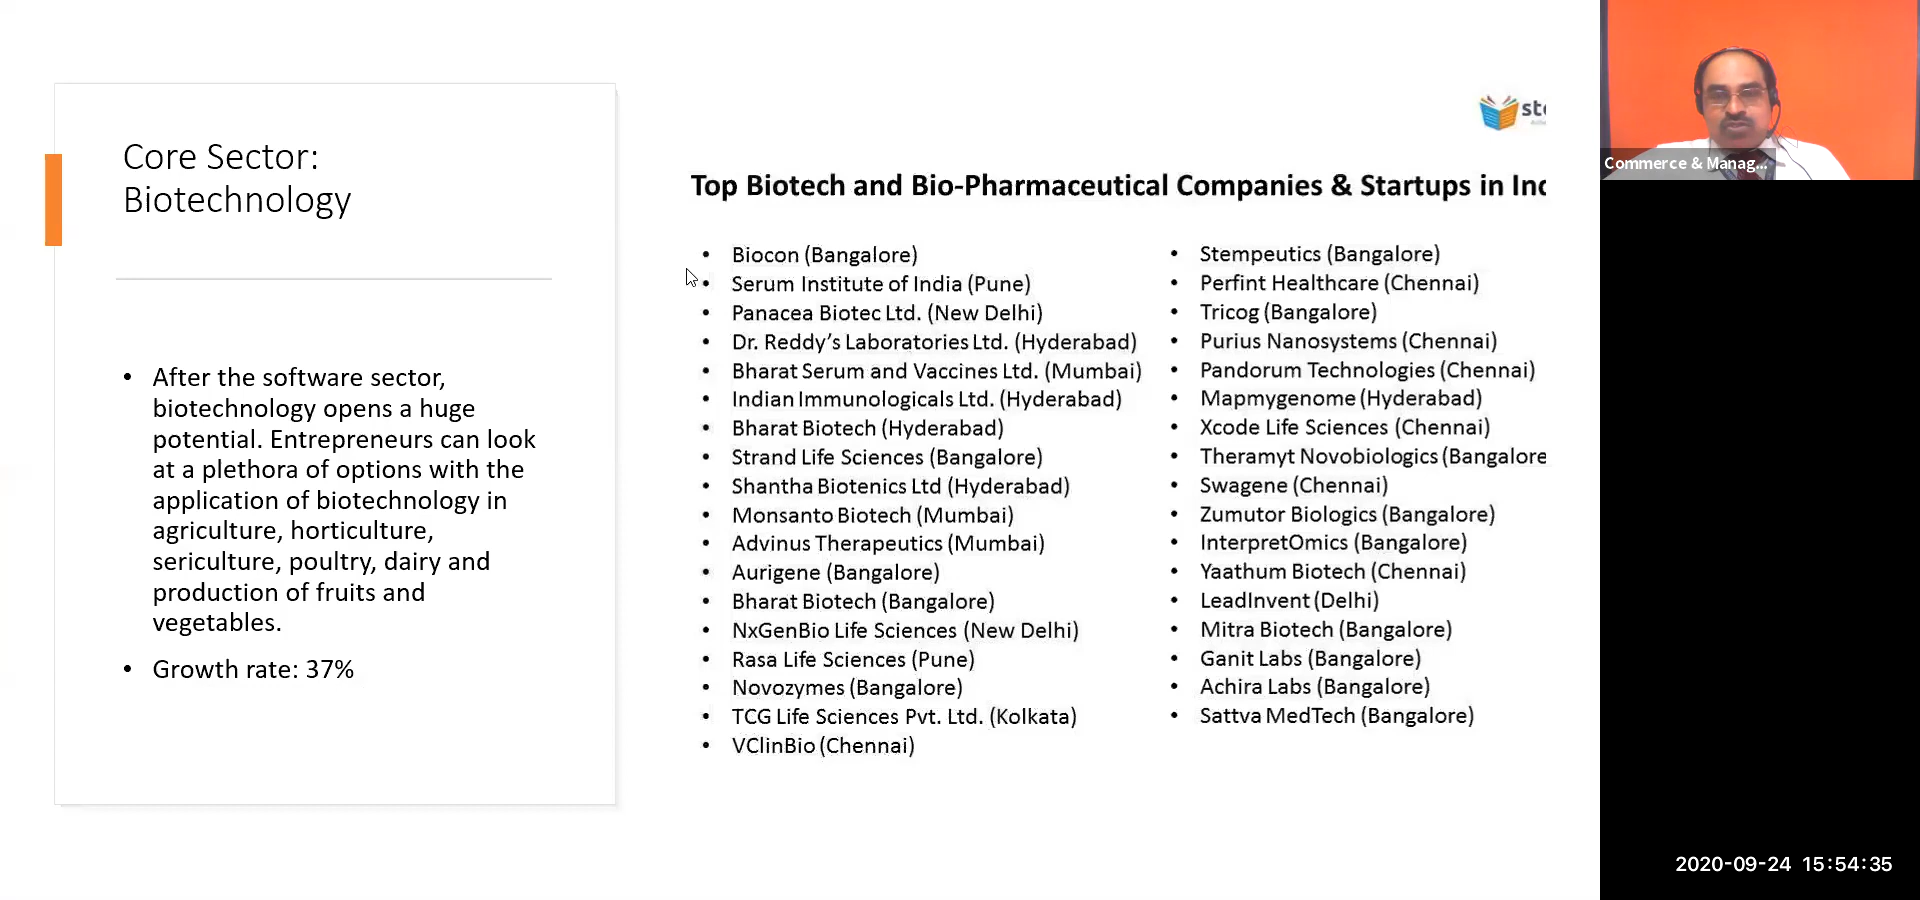 Core Sector:
Biotechnology
• After the software sector,
biotechnology opens a huge
potential. Entrepreneurs can look
at a plethora of options with the
application of biotechnology in
agriculture, horticulture,
sericulture, poultry, dairy and
production of fruits and
vegetables.
• Growth rate: 37%
Top Biotech and Bio-Pharmaceutical Companies & Startups in Ind
• Biocon (Bangalore)
• Serum Institute of India (Pune)
• Panacea Biotec Ltd. (New Delhi)
• Dr. Reddy’s Laboratories Ltd. (Hyderabad)
• Bharat Serum and Vaccines Ltd. (Mumbai)
• Indian Immunologicals Ltd. (Hyderabad)
• Bharat Biotech (Hyderabad)
• Strand Life Sciences (Bangalore)
• Shantha Biotenics Ltd (Hyderabad)
• Monsanto Biotech (Mumbai)
• Advinus Therapeutics (Mumbai)
• Aurigene (Bangalore)
• Bharat Biotech (Bangalore)
• NxGenBio Life Sciences (New Delhi)
• Rasa Life Sciences (Pune)
• Novozymes (Bangalore)
• TCG Life Sciences Pvt. Ltd. (Kolkata)
• VClinBio (Chennai)
• Stempeutics (Bangalore)
• Perfint Healthcare (Chennai)
• Tricog (Bangalore)
• Purius Nanosystems (Chennai)
• Pandorum Technologies (Chennai)
• Mapmygenome (Hyderabad)
• Xcode Life Sciences (Chennai)
• Theramyt Novobiologics (Bangalore
• Swagene (Chennai)
• Zumutor Biologics (Bangalore)
• InterpretOmics (Bangalore)
• Yaathum Biotech (Chennai)
• LeadInvent (Delhi)
• Mitra Biotech (Bangalore)
• Ganit Labs (Bangalore)
• Achira Labs (Bangalore)
• Sattva MedTech (Bangalore)
Commerce & Manag...
2020-09-24 15:54:35